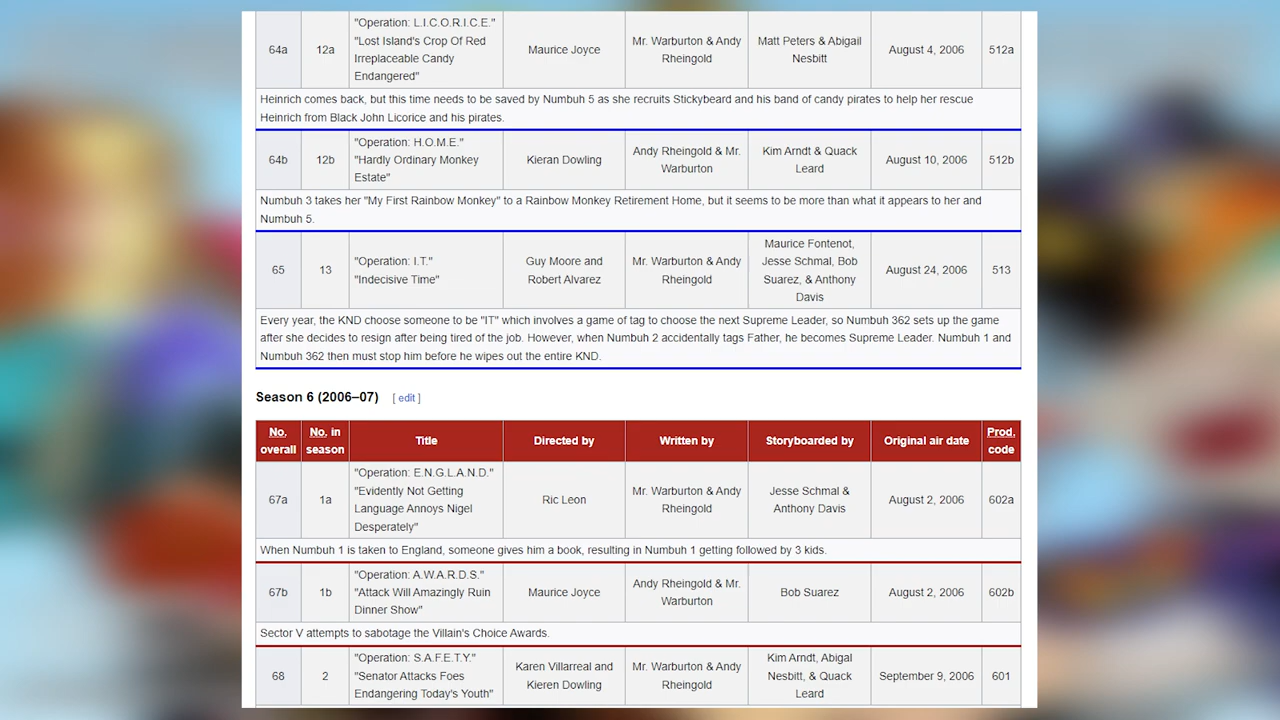 64a 12a "Operation: L.I.C.O.R.I.C.E."
"Lost Island's Crop Of Red
Irreplaceable Candy
Endangered" Maurice Joyce Mr. Warburton & Andy
Rheingold Matt Peters & Abigail
Nesbitt August 4, 2006 512a
Heinrich comes back, but this time needs to be saved by Numbuh 5 as she recruits Stickybeard and his band of candy pirates to help her rescue
Heinrich from Black John Licorice and his pirates.
64b 12b "Operation: H.O.M.E."
"Hardly Ordinary Monkey
Estate" Kieran Dowling Andy Rheingold & Mr.
Warburton Kim Arndt & Quack
Leard August 10, 2006 512b
Numbuh 3 takes her "My First Rainbow Monkey" to a Rainbow Monkey Retirement Home, but it seems to be more than what it appears to her and
Numbuh 5.
65 13 "Operation: I.T."
"Indecisive Time" Guy Moore and
Robert Alvarez Mr. Warburton & Andy
Rheingold Maurice Fontenot,
Jesse Schmal, Bob
Suarez, & Anthony
Davis August 24, 2006 513
Every year, the KND choose someone to be "IT" which involves a game of tag to choose the next Supreme Leader, so Numbuh 362 sets up the game
after she decides to resign after being tired of the job. However, when Numbuh 2 accidentally tags Father, he becomes Supreme Leader. Numbuh 1 and
Numbuh 362 then must stop him before he wipes out the entire KND.
Season 6 (2006–07) [ edit ]
No.
overall No. in
season Title Directed by Written by Storyboarded by Original air date Prod.
code
67a 1a "Operation: E.N.G.L.A.N.D."
"Evidently Not Getting
Language Annoys Nigel
Desperately" Ric Leon Mr. Warburton & Andy
Rheingold Jesse Schmal &
Anthony Davis August 2, 2006 602a
When Numbuh 1 is taken to England, someone gives him a book, resulting in Numbuh 1 getting followed by 3 kids.
67b 1b "Operation: A.W.A.R.D.S."
"Attack Will Amazingly Ruin
Dinner Show" Maurice Joyce Andy Rheingold & Mr.
Warburton Bob Suarez August 2, 2006 602b
Sector V attempts to sabotage the Villain's Choice Awards.
68 2 "Operation: S.A.F.E.T.Y."
"Senator Attacks Foes
Endangering Today's Youth" Karen Villarreal and
Kieren Dowling Mr. Warburton & Andy
Rheingold Kim Arndt, Abigal
Nesbitt, & Quack
Leard September 9, 2006 601